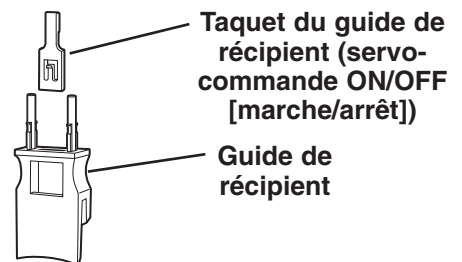 Taquet du guide de
récipient (servo-
commande ON/OFF
[marche/arrêt])
Guide de
récipient